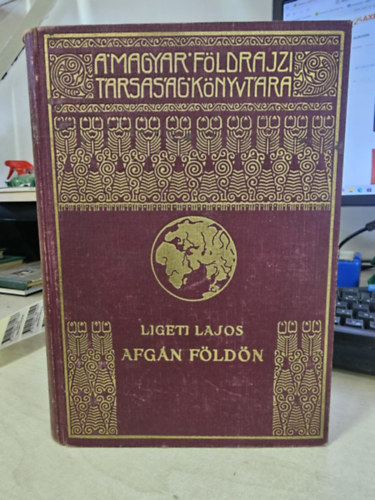 A·MAGYAR·FÖLDRAJZI
TÁRSASÁG·KÖNYVTÁRA
LIGETI LAJOS
AFGÁN FÖLDÖN